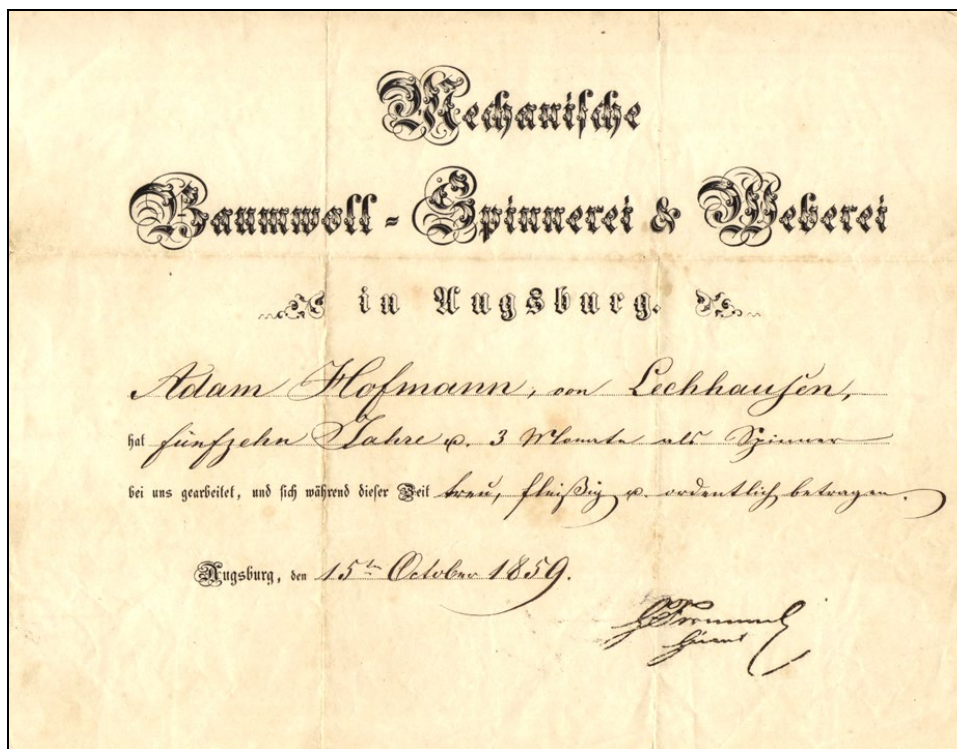 Mechanische
Baumwoll - Spinnerei & Weberei
in Augsburg.
Adam Hofmann, von Lechhausen,
hat fünfzehn Jahre u. 3 Monate als Spinner
bei uns gearbeitet, und sich während dieser Zeit treu, fleißig u. ordentlich betragen.
Augsburg, den 15ten October 1859.